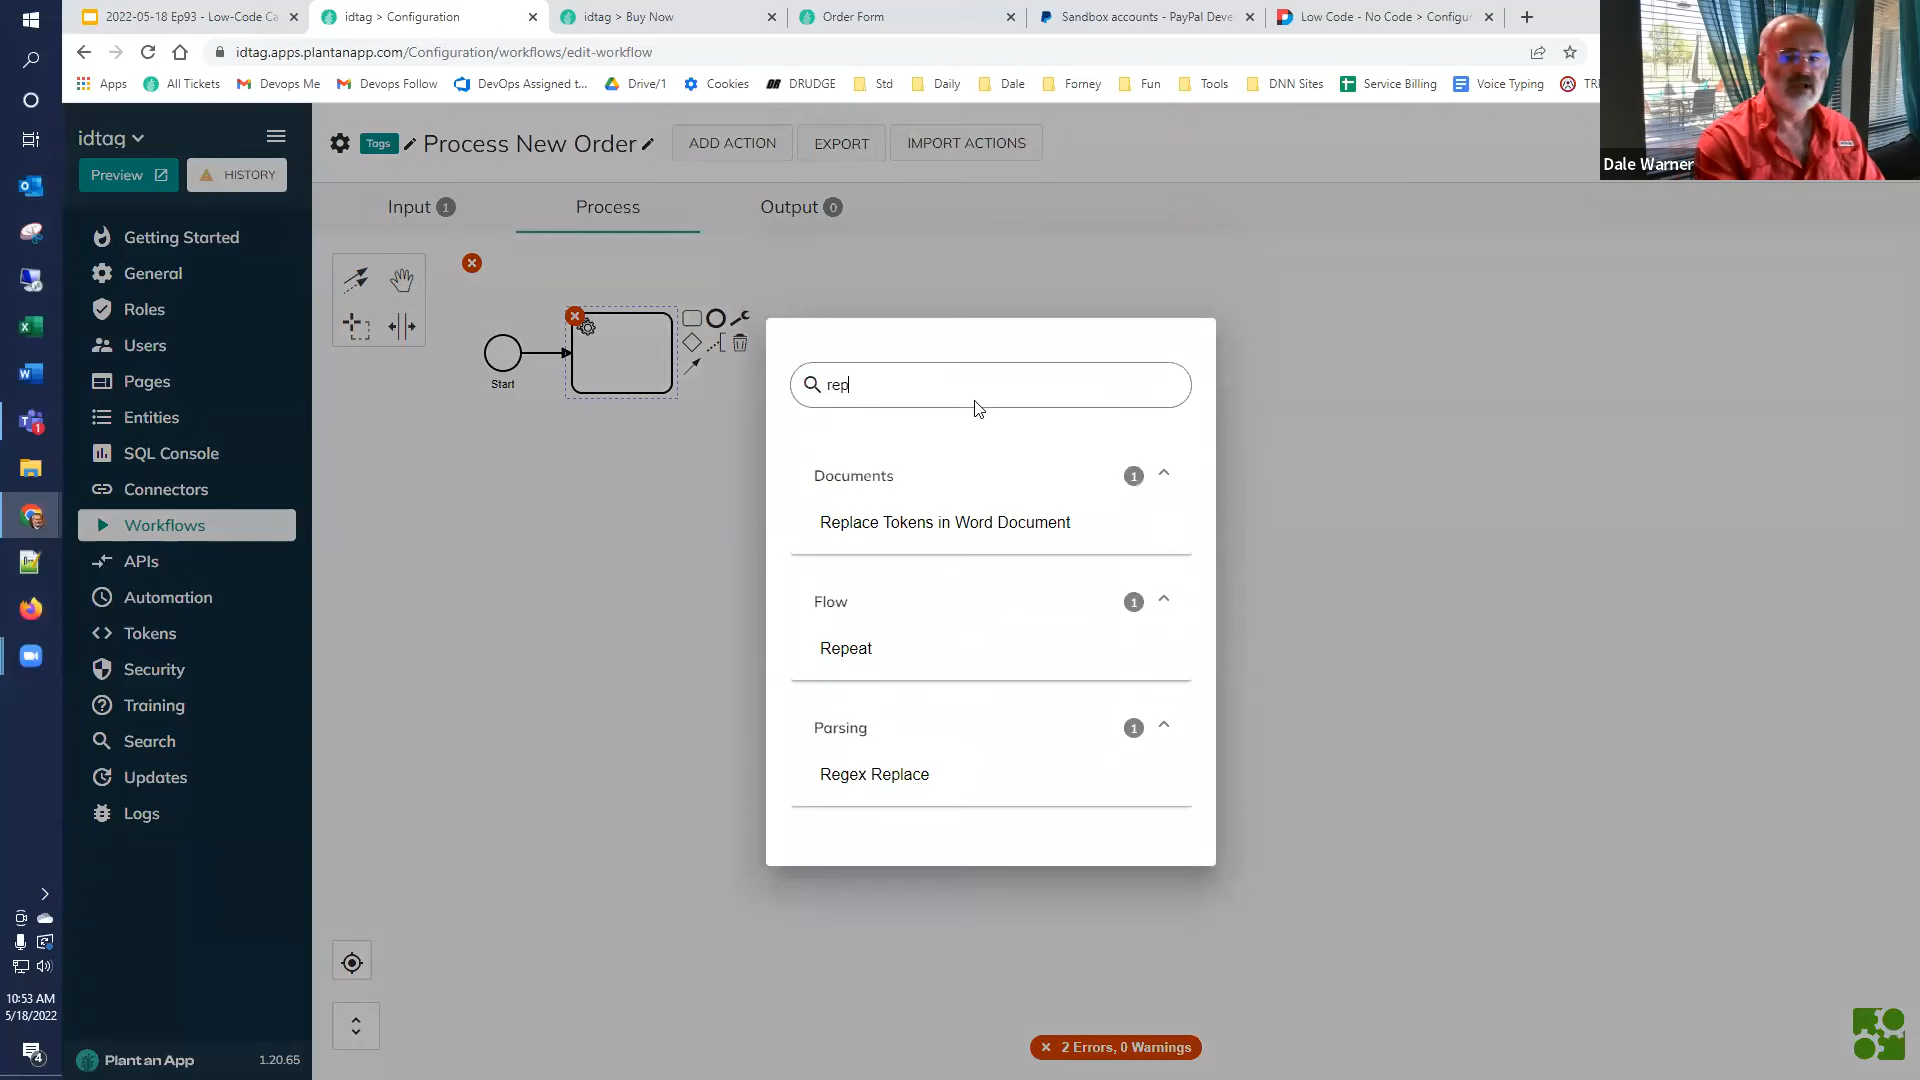 2022-05-18 Ep93 - Low-Code Ca
idtag > Configuration
idtag > Buy Now
Order Form
Sandbox accounts - PayPal Deve
Low Code - No Code > Configur
idtag.apps.plantanapp.com/Configuration/workflows/edit-workflow
Apps
All Tickets
Devops Me
Devops Follow
DevOps Assigned t...
Drive/1
Cookies
DRUDGE
Std
Daily
Dale
Forney
Fun
Tools
DNN Sites
Service Billing
Voice Typing
TRE
Dale Warner
idtag
Preview
HISTORY
Tags
Process New Order
ADD ACTION
EXPORT
IMPORT ACTIONS
Input 1
Process
Output 0
Getting Started
General
Roles
Users
Pages
Entities
SQL Console
Connectors
Workflows
APIs
Automation
Tokens
Security
Training
Search
Updates
Logs
Start
rep
Documents 1
Replace Tokens in Word Document
Flow 1
Repeat
Parsing 1
Regex Replace
2 Errors, 0 Warnings
Plant an App 1.20.65
10:53 AM
5/18/2022
4